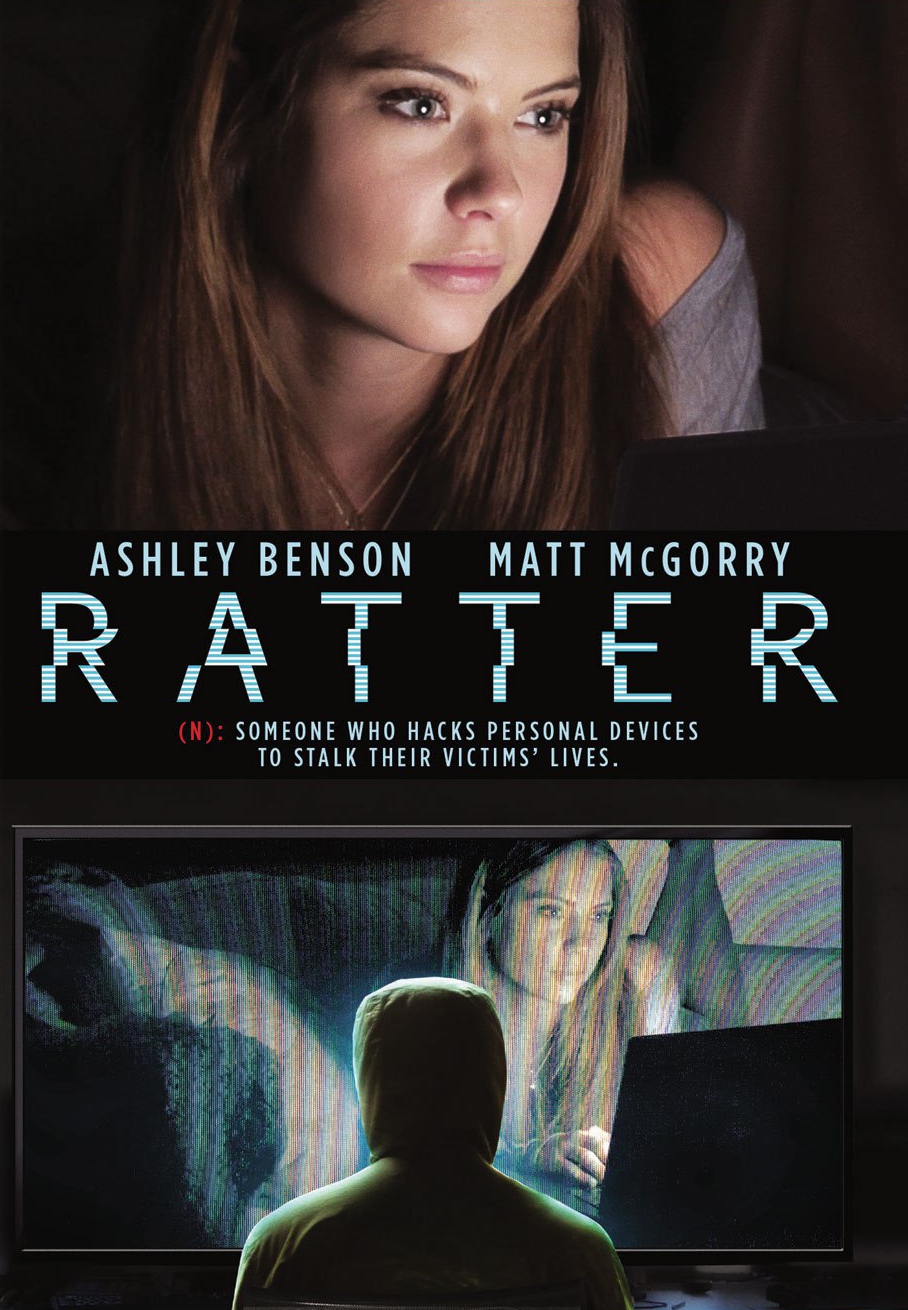 ASHLEY BENSON MATT McGORRY
RATTER
(N): SOMEONE WHO HACKS PERSONAL DEVICES
TO STALK THEIR VICTIMS’ LIVES.